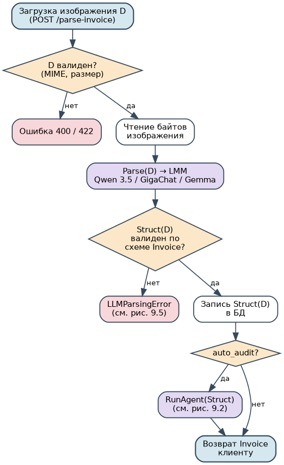 Загрузка изображения D
(POST /parse-invoice)
D валиден?
(MIME, размер)
нет
да
Ошибка 400 / 422
Чтение байтов
изображения
Parse(D) → LMM
Qwen 3.5 / GigaChat / Gemma
Struct(D)
валиден по
схеме Invoice?
нет
да
LLMParsingError
(см. рис. 9.5)
Запись Struct(D)
в БД
auto_audit?
да
нет
RunAgent(Struct)
(см. рис. 9.2)
Возврат Invoice
клиенту